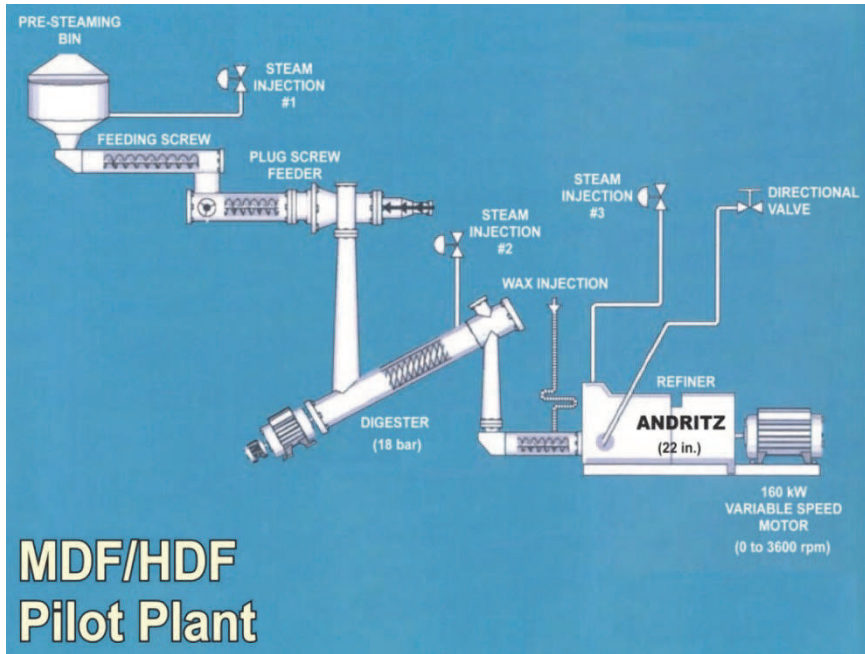 PRE-STEAMING
BIN
STEAM
INJECTION
#1
FEEDING SCREW
PLUG SCREW
FEEDER
STEAM
INJECTION
#2
STEAM
INJECTION
#3
DIRECTIONAL
VALVE
WAX INJECTION
DIGESTER
(18 bar)
REFINER
ANDRITZ
(22 in.)
160 kW
VARIABLE SPEED
MOTOR
(0 to 3600 rpm)
MDF/HDF
Pilot Plant